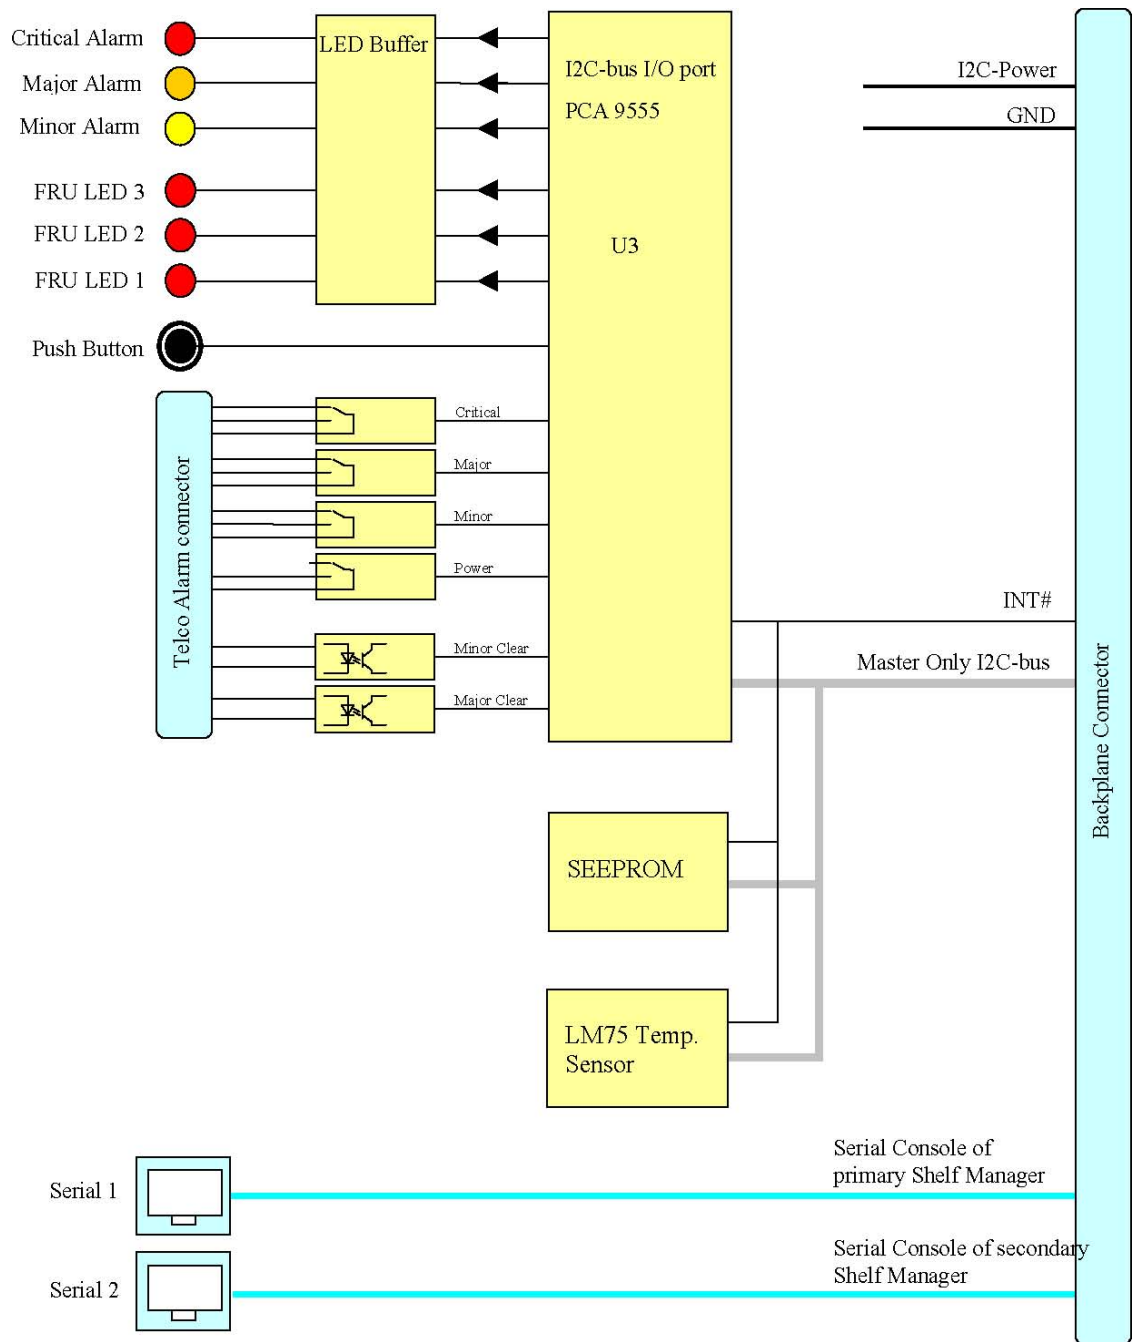 Critical Alarm
Major Alarm
Minor Alarm
FRU LED 3
FRU LED 2
FRU LED 1
Push Button
LED Buffer
I2C-bus I/O port
PCA 9555
U3
I2C-Power
GND
Telco Alarm connector
Critical
Major
Minor
Power
Minor Clear
Major Clear
INT#
Master Only I2C-bus
Backplane Connector
SEEPROM
LM75 Temp.
Sensor
Serial 1
Serial Console of
primary Shelf Manager
Serial 2
Serial Console of secondary
Shelf Manager